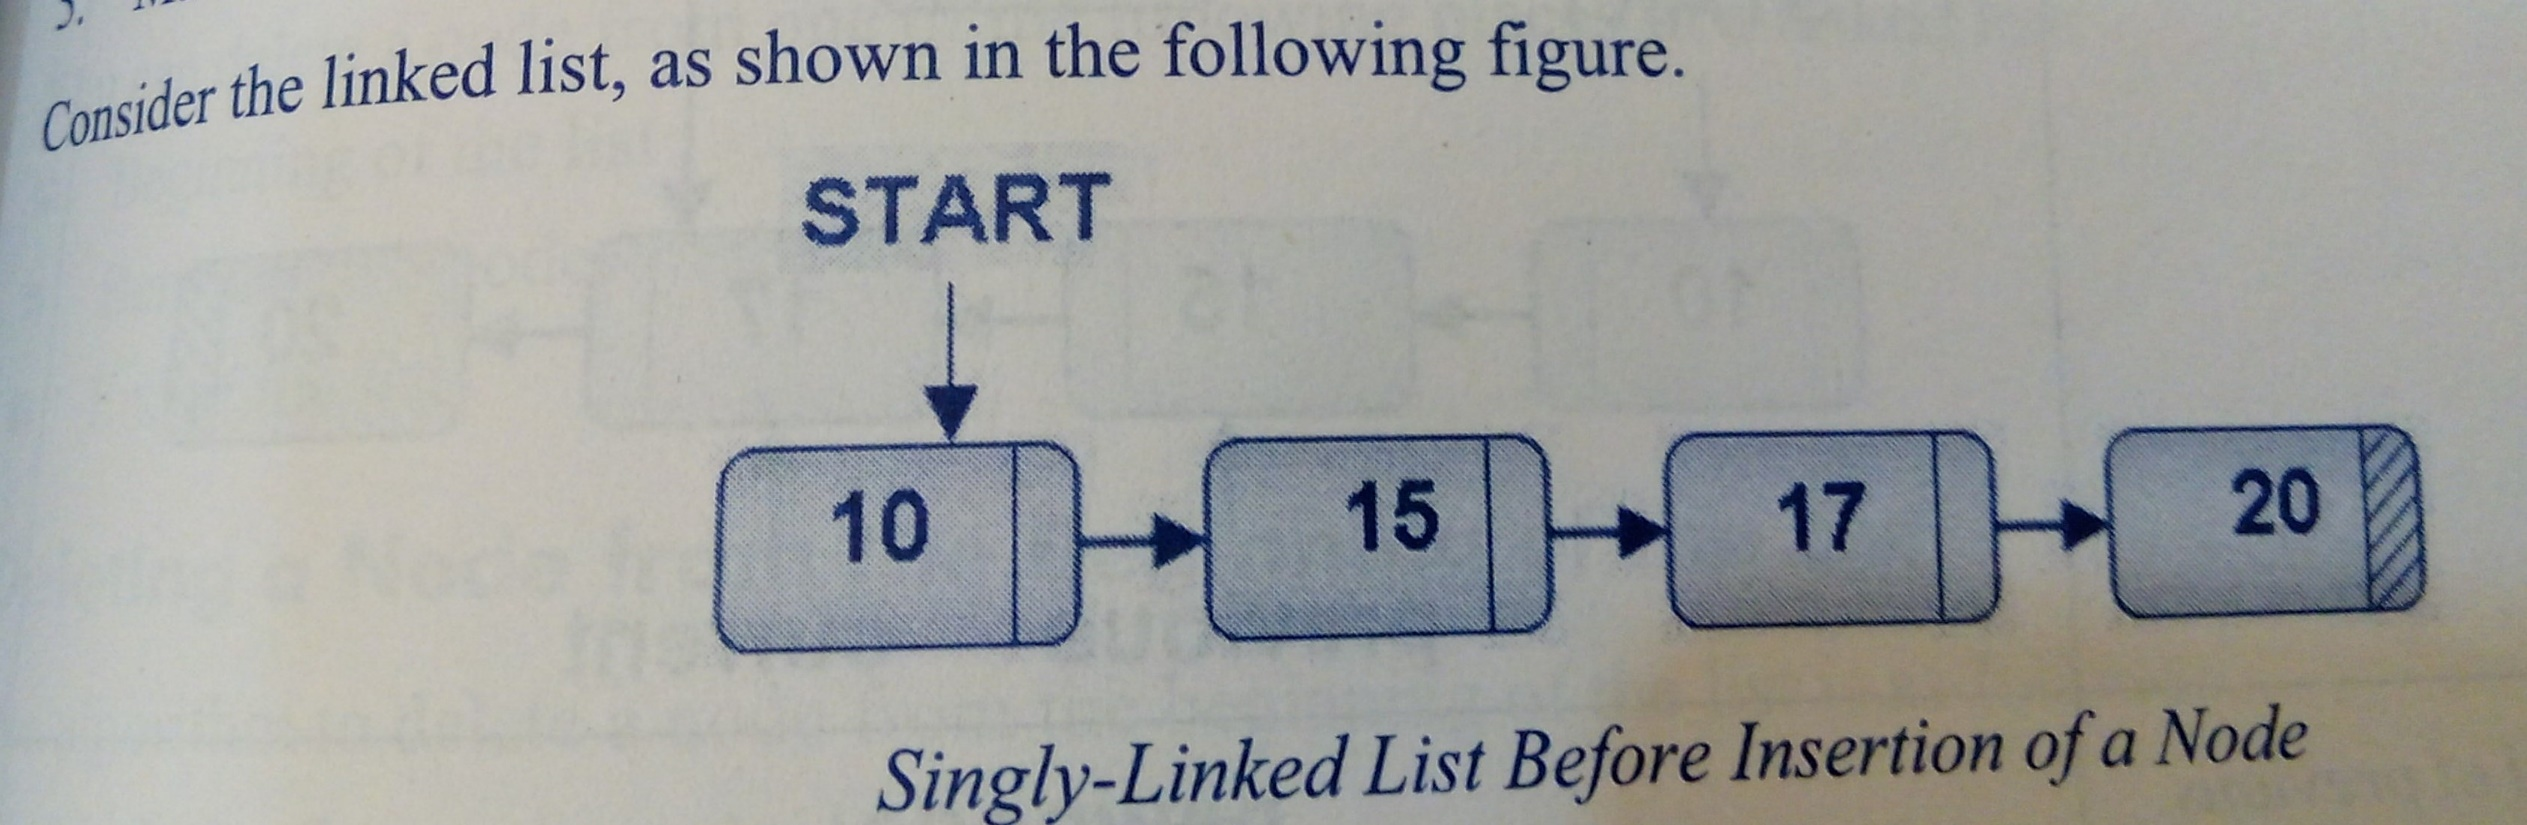 Consider the linked list, as shown in the following figure.
START
10 15 17 20
Singly-Linked List Before Insertion of a Node